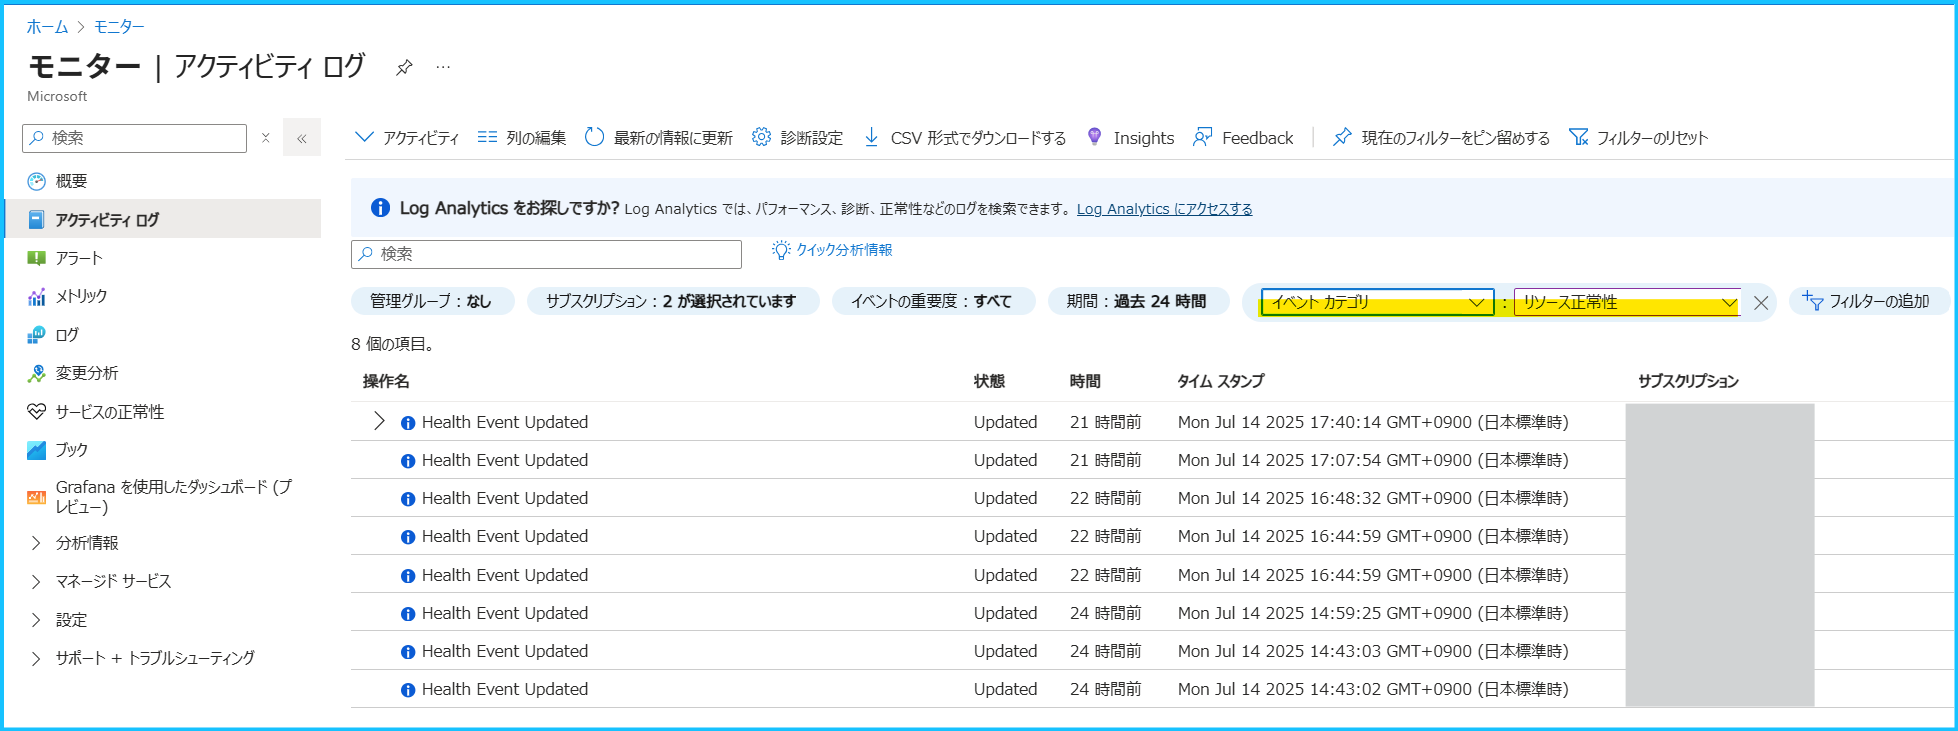 ホーム > モニター
モニター | アクティビティ ログ ...
Microsoft
検索
概要
アクティビティ ログ
アラート
メトリック
ログ
変更分析
サービスの正常性
ブック
Grafana を使用したダッシュボード (プ
レビュー)
分析情報
マネージド サービス
設定
サポート + トラブルシューティング
アクティビティ 列の編集 最新の情報に更新 診断設定 CSV 形式でダウンロードする Insights Feedback 現在のフィルターをピン留めする フィルターのリセット
Log Analytics をお探しですか? Log Analytics では、パフォーマンス、診断、正常性などのログを検索できます。 Log Analytics にアクセスする
検索 クイック分析情報
管理グループ : なし サブスクリプション : 2 が選択されています イベントの重要度 : すべて 期間 : 過去 24 時間 イベント カテゴリ : リソース正常性 フィルターの追加
8 個の項目。
操作名 状態 時間 タイム スタンプ サブスクリプション
Health Event Updated Updated 21 時間前 Mon Jul 14 2025 17:40:14 GMT+0900 (日本標準時)
Health Event Updated Updated 21 時間前 Mon Jul 14 2025 17:07:54 GMT+0900 (日本標準時)
Health Event Updated Updated 22 時間前 Mon Jul 14 2025 16:48:32 GMT+0900 (日本標準時)
Health Event Updated Updated 22 時間前 Mon Jul 14 2025 16:44:59 GMT+0900 (日本標準時)
Health Event Updated Updated 22 時間前 Mon Jul 14 2025 16:44:59 GMT+0900 (日本標準時)
Health Event Updated Updated 24 時間前 Mon Jul 14 2025 14:59:25 GMT+0900 (日本標準時)
Health Event Updated Updated 24 時間前 Mon Jul 14 2025 14:43:03 GMT+0900 (日本標準時)
Health Event Updated Updated 24 時間前 Mon Jul 14 2025 14:43:02 GMT+0900 (日本標準時)